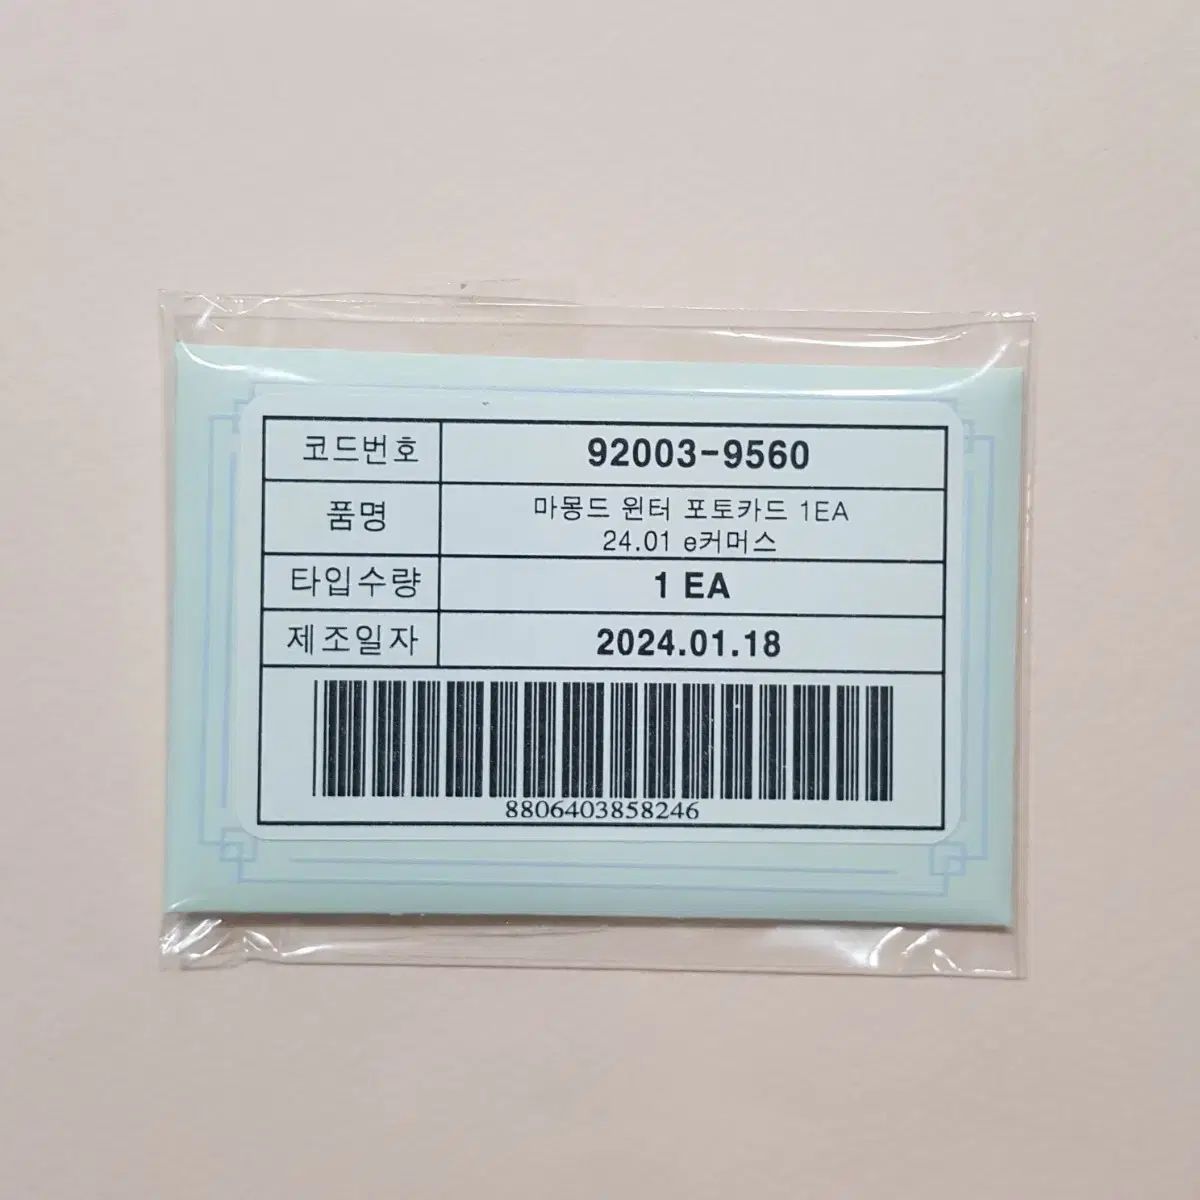 코드번호 92003-9560
품명 마몽드 윈터 포토카드 1EA
24.01 e커머스
타입수량 1 EA
제조일자 2024.01.18
8806403858246